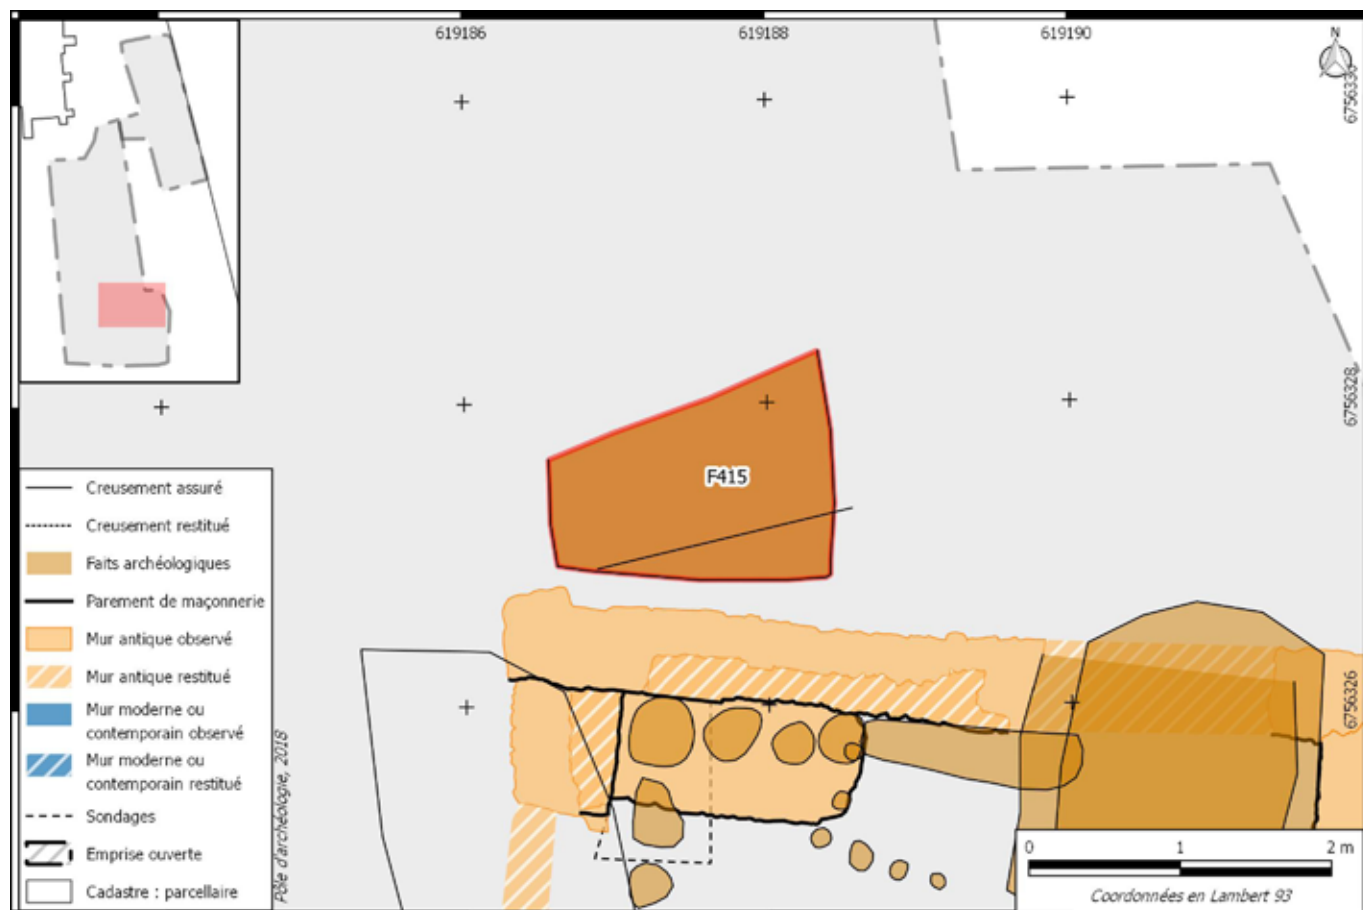 619186
619188
619190
N
6756330
6756328
F415
Creusement assuré
Creusement restitué
Faits archéologiques
Parement de maçonnerie
Mur antique observé
Mur antique restitué
Mur moderne ou
contemporain observé
Mur moderne ou
contemporain restitué
Sondages
Emprise ouverte
Cadastre : parcellaire
Pôle d'archéologie, 2018
6756326
0 1 2 m
Coordonnées en Lambert 93